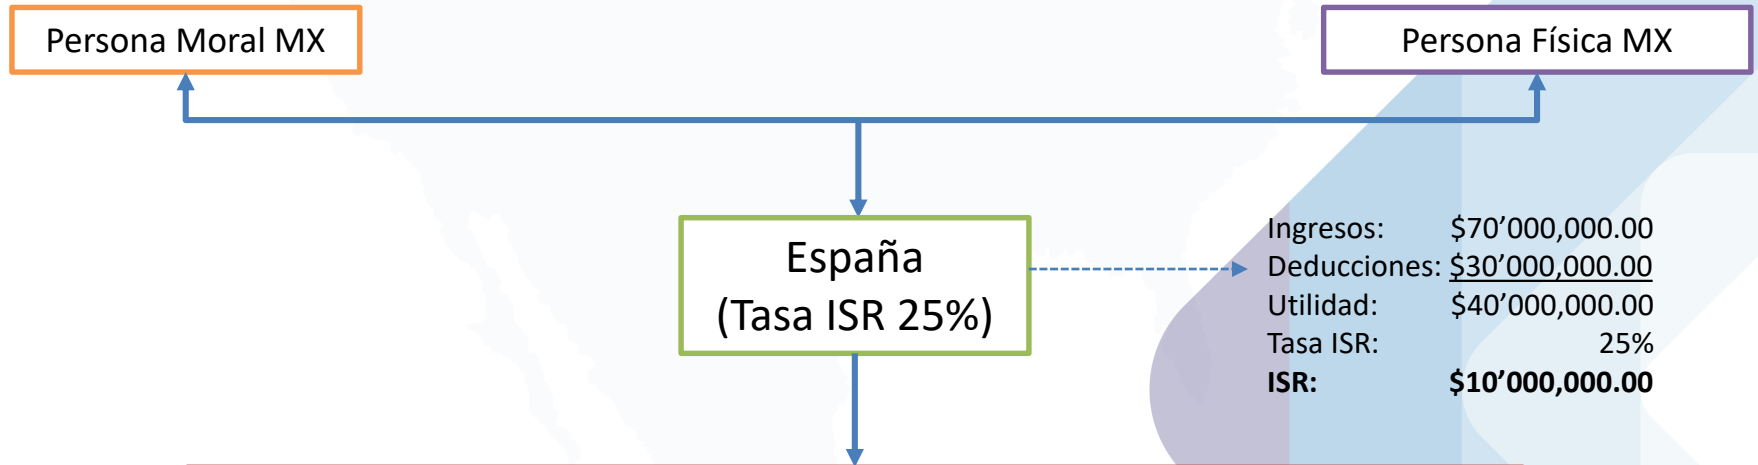 Persona Moral MX
Persona Física MX
España
(Tasa ISR 25%)
Ingresos: $70’000,000.00
Deducciones: $30’000,000.00
Utilidad: $40’000,000.00
Tasa ISR: 25%
ISR: $10’000,000.00